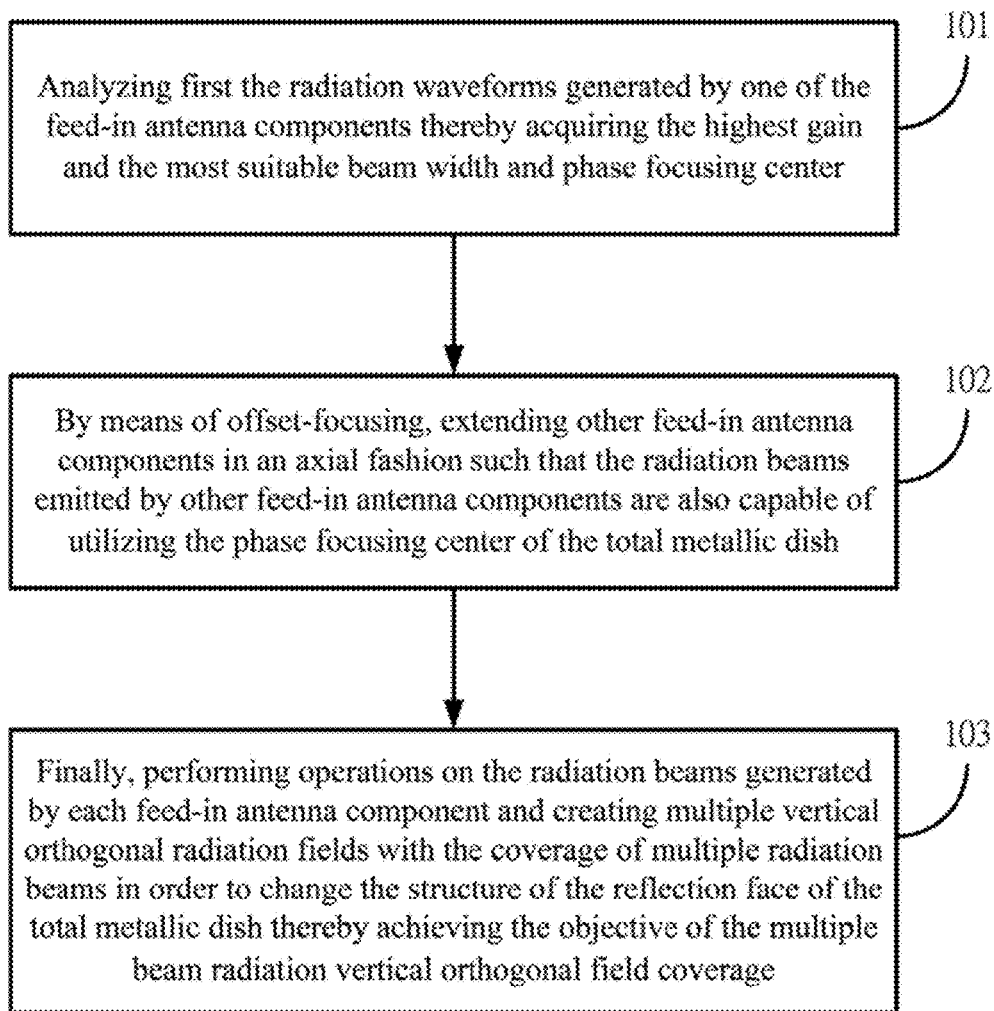 101
Analyzing first the radiation waveforms generated by one of the
feed-in antenna components thereby acquiring the highest gain
and the most suitable beam width and phase focusing center
102
By means of offset-focusing, extending other feed-in antenna
components in an axial fashion such that the radiation beams
emitted by other feed-in antenna components are also capable of
utilizing the phase focusing center of the total metallic dish
103
Finally, performing operations on the radiation beams generated
by each feed-in antenna component and creating multiple vertical
orthogonal radiation fields with the coverage of multiple radiation
beams in order to change the structure of the reflection face of the
total metallic dish thereby achieving the objective of the multiple
beam radiation vertical orthogonal field coverage